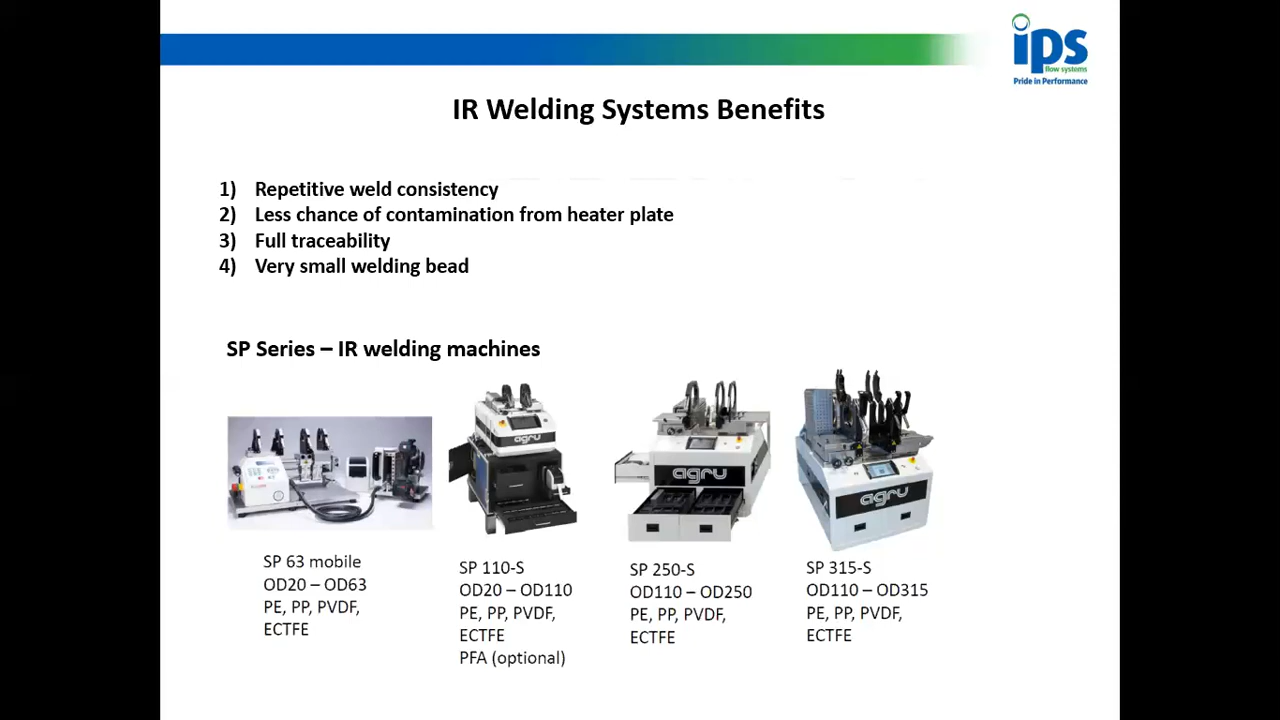 ips
flow systems
Pride in Performance
IR Welding Systems Benefits
1) Repetitive weld consistency
2) Less chance of contamination from heater plate
3) Full traceability
4) Very small welding bead
SP Series – IR welding machines
agru
agru
agru
SP 63 mobile
OD20 – OD63
PE, PP, PVDF,
ECTFE
SP 110-S
OD20 – OD110
PE, PP, PVDF,
ECTFE
PFA (optional)
SP 250-S
OD110 – OD250
PE, PP, PVDF,
ECTFE
SP 315-S
OD110 – OD315
PE, PP, PVDF,
ECTFE